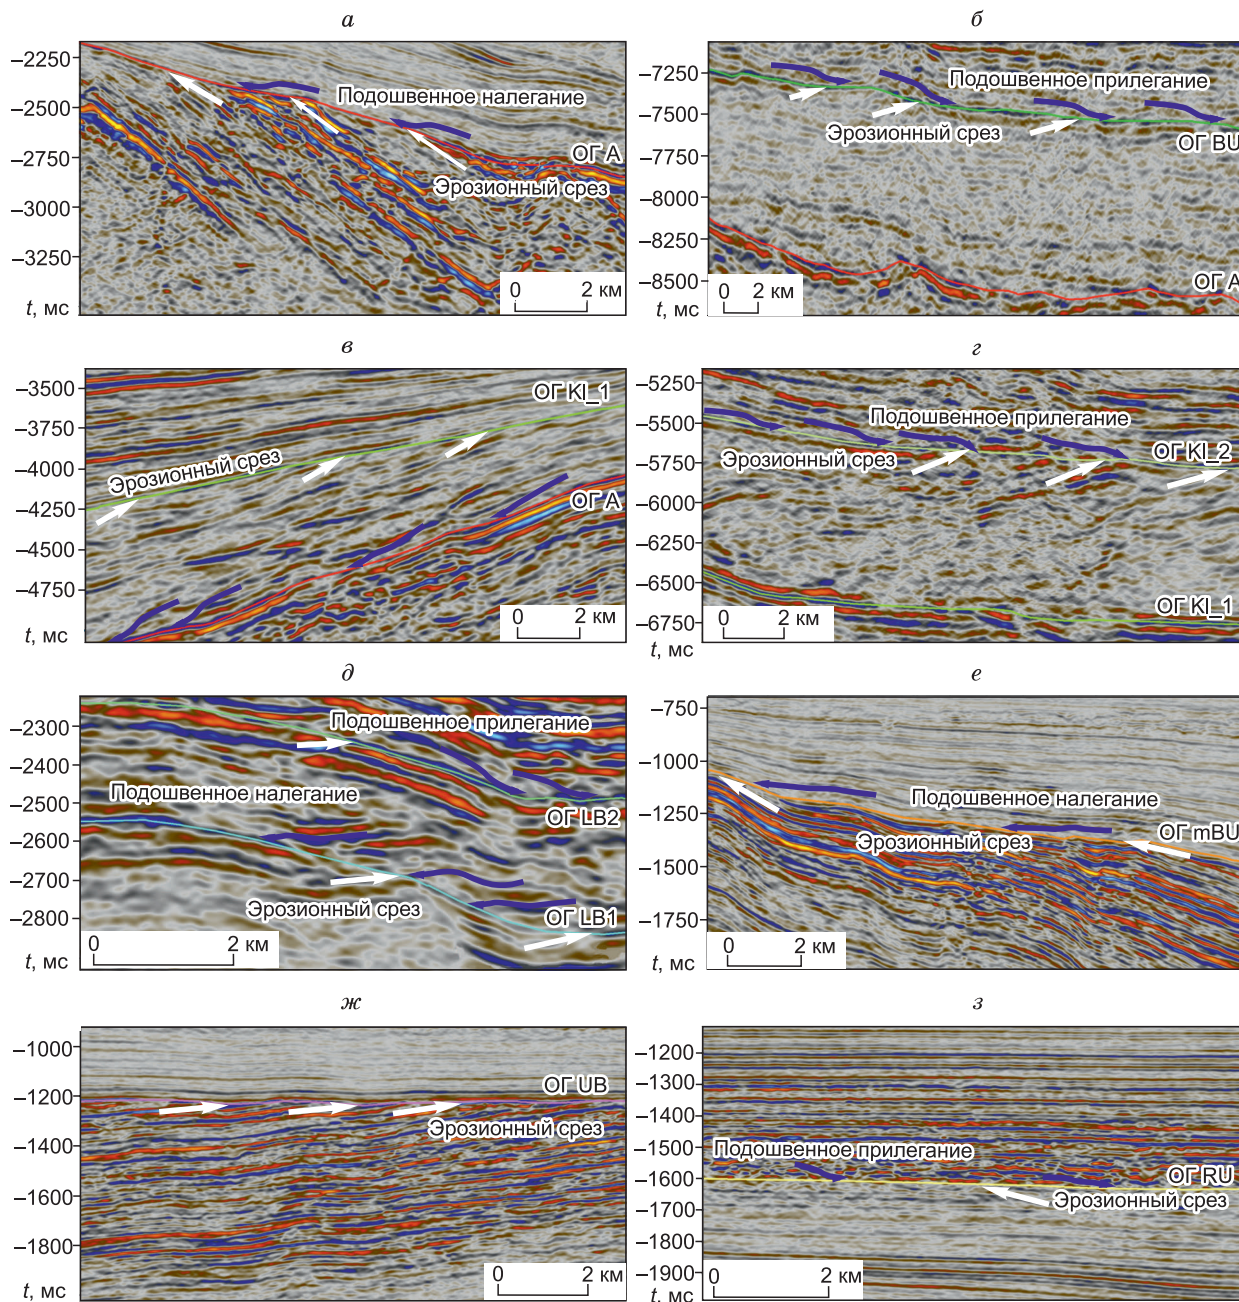 а
–2250
–2500
–2750
–3000
–3250
t, мс
Подошвенное налегание
ОГ A
Эрозионный срез
0 2 км
б
–7250
–7500
–7750
–8000
–8250
–8500
t, мс
Подошвенное прилегание
Эрозионный срез
ОГ BU
ОГ A
0 2 км
в
–3500
–3750
–4000
–4250
–4500
–4750
t, мс
ОГ KI_1
Эрозионный срез
ОГ A
0 2 км
г
–5250
–5500
–5750
–6000
–6250
–6500
–6750
t, мс
Подошвенное прилегание
Эрозионный срез
ОГ KI_2
ОГ KI_1
0 2 км
д
–2300
–2400
–2500
–2600
–2700
–2800
t, мс
Подошвенное прилегание
Подошвенное налегание
ОГ LB2
Эрозионный срез
ОГ LB1
0 2 км
е
–750
–1000
–1250
–1500
–1750
t, мс
Подошвенное налегание
Эрозионный срез
ОГ mBU
0 2 км
ж
–1000
–1200
–1400
–1600
–1800
t, мс
ОГ UB
Эрозионный срез
0 2 км
з
–1200
–1300
–1400
–1500
–1600
–1700
–1800
–1900
t, мс
Подошвенное прилегание
ОГ RU
Эрозионный срез
0 2 км